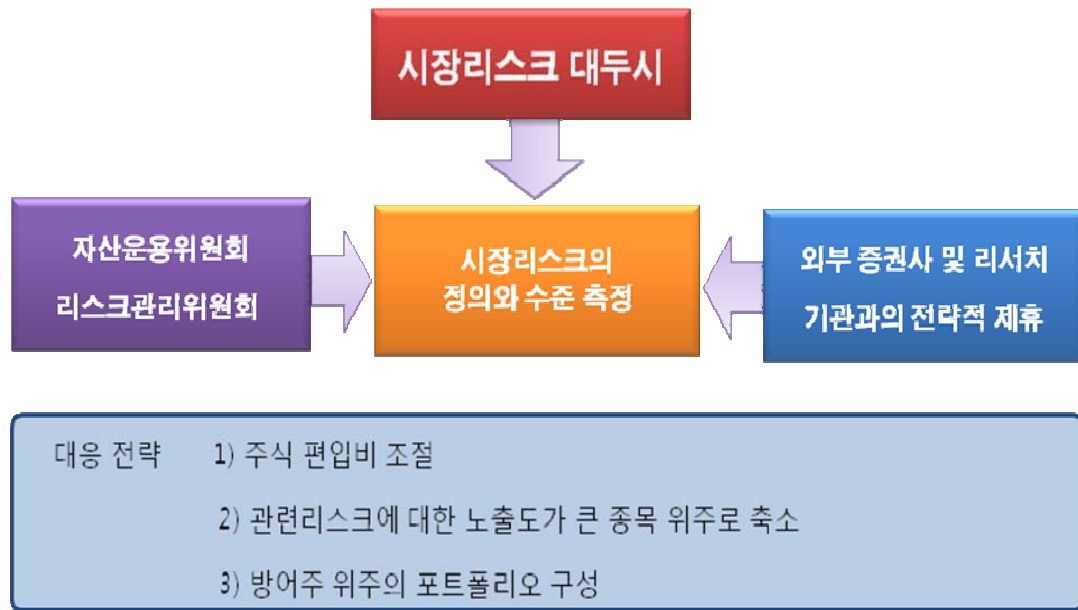 시장리스크 대두시
자산운용위원회
리스크관리위원회
시장리스크의
정의와 수준 측정
외부 증권사 및 리서치
기관과의 전략적 제휴
대응 전략 1) 주식 편입비 조절
2) 관련리스크에 대한 노출도가 큰 종목 위주로 축소
3) 방어주 위주의 포트폴리오 구성